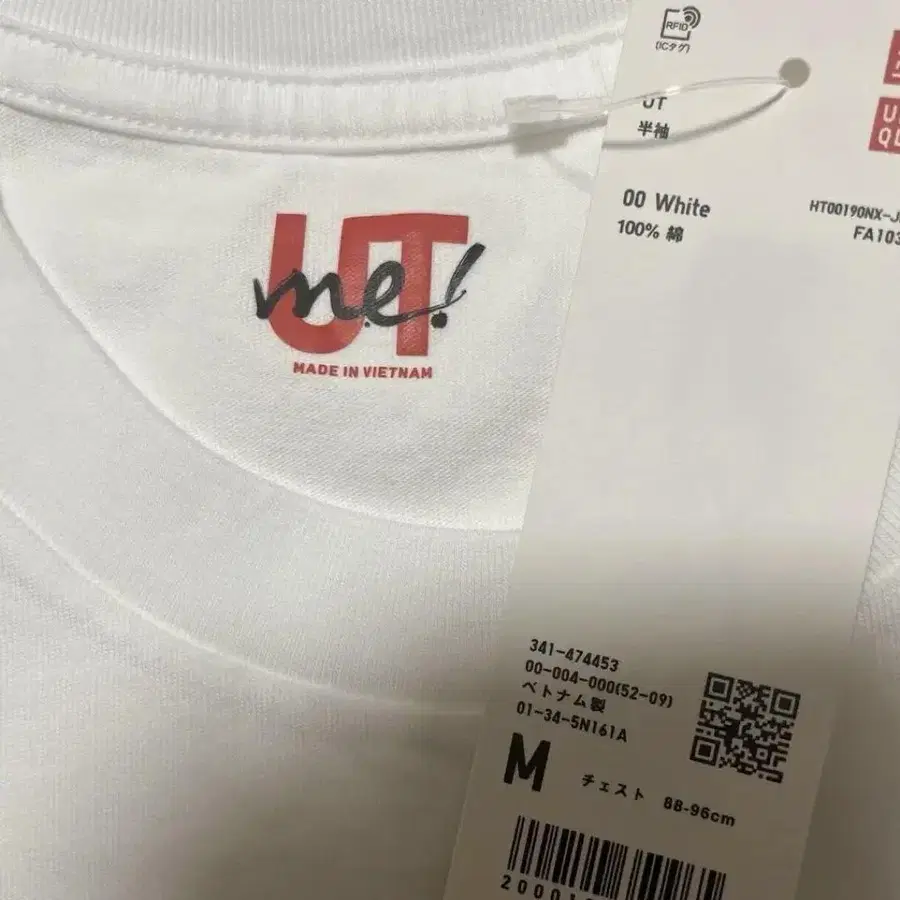 UT
me!
MADE IN VIETNAM
RFID
(ICタグ)
UT
半袖
00 White
100% 綿
HT00190NX-J
FA103
341-474453
00-004-000(52-09)
ベトナム製
01-34-5N161A
M チェスト 88-96cm